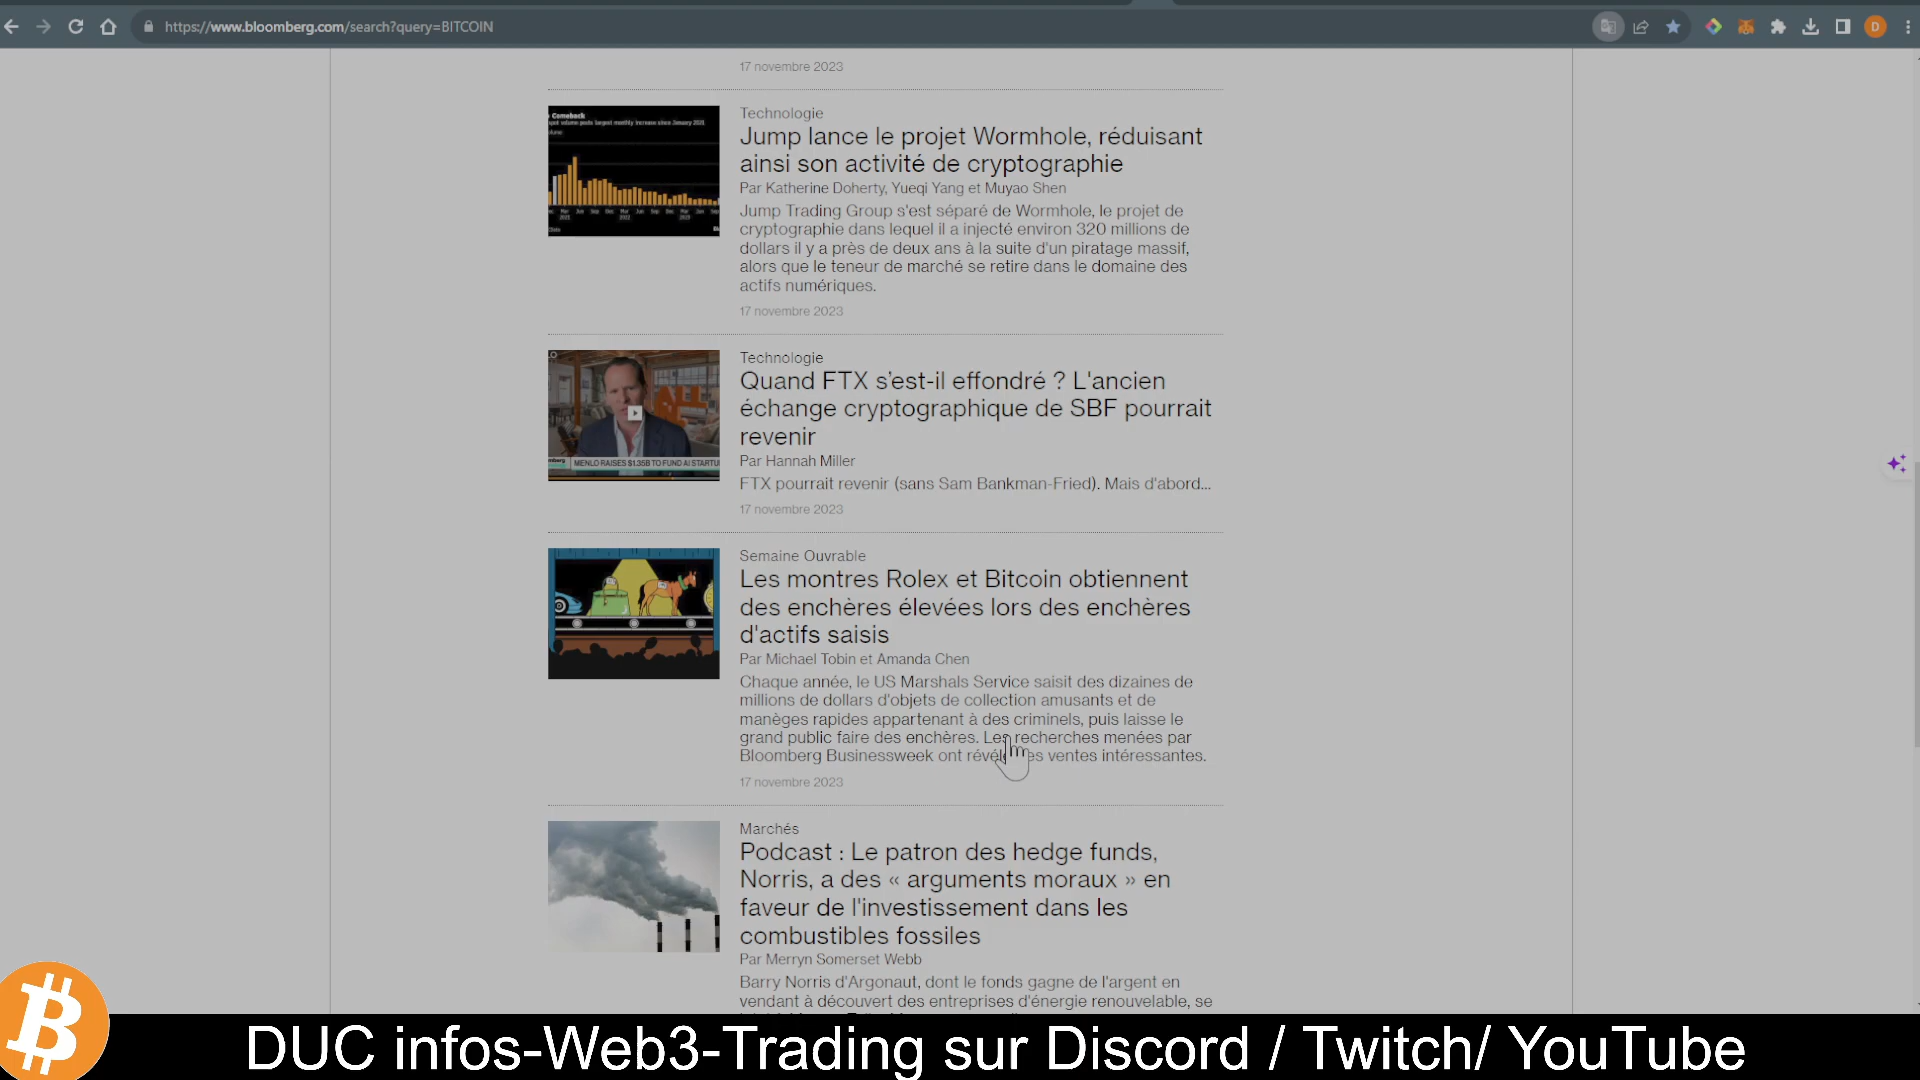 https://www.bloomberg.com/search?query=BITCOIN
D
17 novembre 2023
Technologie
Jump lance le projet Wormhole, réduisant
ainsi son activité de cryptographie
Par Katherine Doherty, Yueqi Yang et Muyao Shen
Jump Trading Group s'est séparé de Wormhole, le projet de
cryptographie dans lequel il a injecté environ 320 millions de
dollars il y a près de deux ans à la suite d'un piratage massif,
alors que le teneur de marché se retire dans le domaine des
actifs numériques.
17 novembre 2023
Technologie
Quand FTX s'est-il effondré ? L'ancien
échange cryptographique de SBF pourrait
revenir
Par Hannah Miller
FTX pourrait revenir (sans Sam Bankman-Fried). Mais d'abord...
17 novembre 2023
MENLO RAISES $1.35B TO FUND AI STARTU
Semaine Ouvrable
Les montres Rolex et Bitcoin obtiennent
des enchères élevées lors des enchères
d'actifs saisis
Par Michael Tobin et Amanda Chen
Chaque année, le US Marshals Service saisit des dizaines de
millions de dollars d'objets de collection amusants et de
manèges rapides appartenant à des criminels, puis laisse le
grand public faire des enchères. Les recherches menées par
Bloomberg Businessweek ont ventes intéressantes.
17 novembre 2023
Marchés
Podcast : Le patron des hedge funds,
Norris, a des « arguments moraux » en
faveur de l'investissement dans les
combustibles fossiles
Par Merryn Somerset Webb
Barry Norris d'Argonaut, dont le fonds gagne de l'argent en
vendant à découvert des entreprises d'énergie renouvelable, se
DUC infos-Web3-Trading sur Discord / Twitch/ YouTube